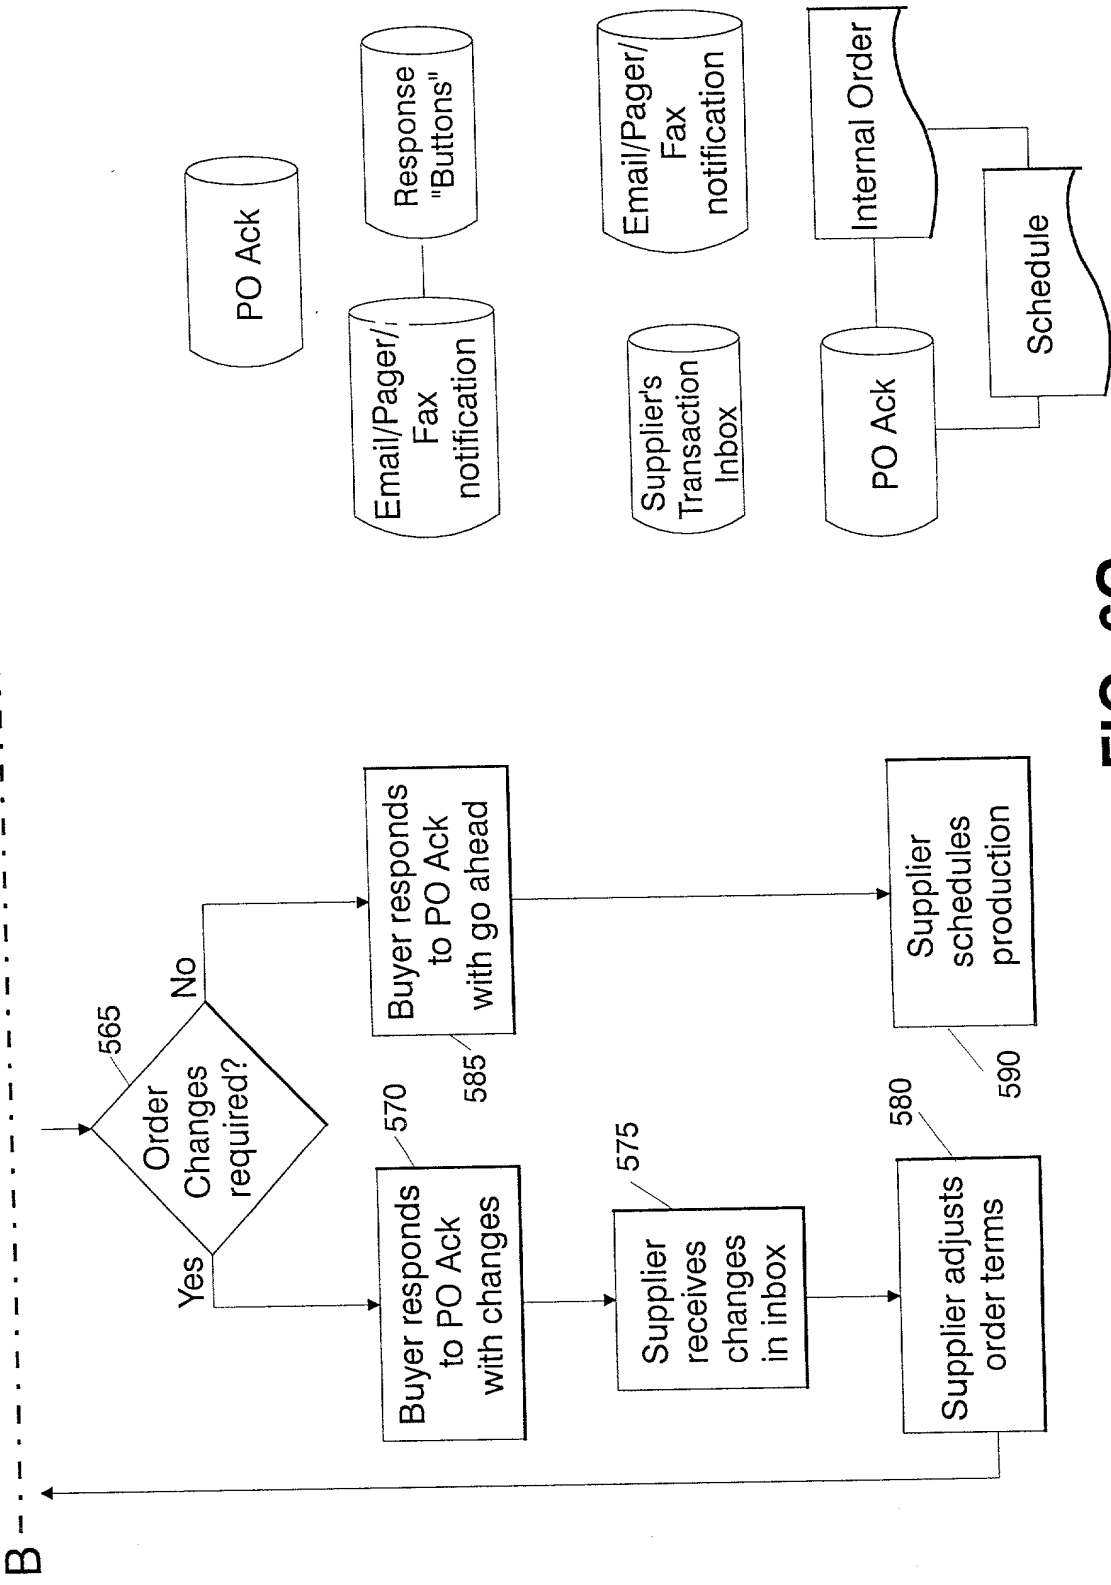 B
565
Order
Changes
required?
Yes
No
570
Buyer responds
to PO Ack
with changes
585
Buyer responds
to PO Ack
with go ahead
575
Supplier
receives
changes
in inbox
580
Supplier adjusts
order terms
590
Supplier
schedules
production
PO Ack
Email/Pager/
Fax
notification
Response
"Buttons"
Supplier's
Transaction
Inbox
Email/Pager/
Fax
notification
PO Ack
Internal Order
Schedule